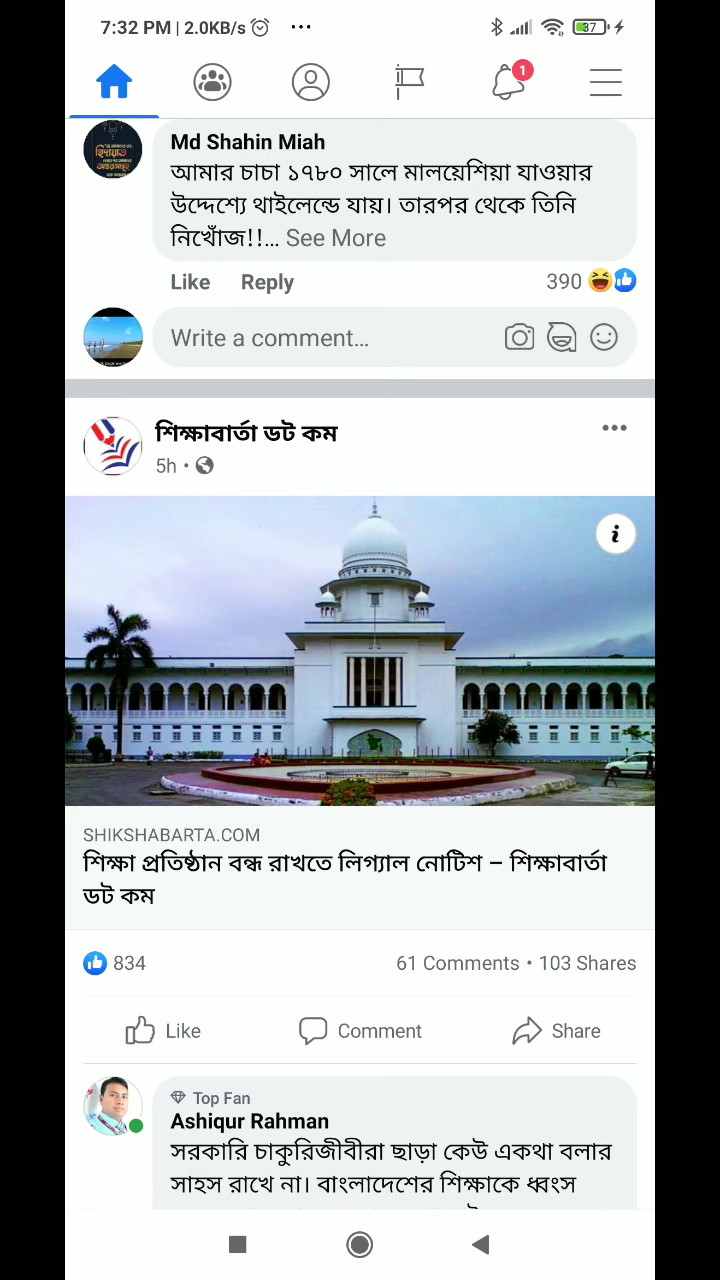 7:32 PM | 2.0KB/s ...
37
1
Md Shahin Miah
আমার চাচা ১৭৮০ সালে মালয়েশিয়া যাওয়ার
উদ্দেশ্যে থাইলেন্ডে যায়। তারপর থেকে তিনি
নিখোঁজ!!... See More
Like Reply 390
Write a comment...
শিক্ষাবার্তা ডট কম
5h
SHIKSHABARTA.COM
শিক্ষা প্রতিষ্ঠান বন্ধ রাখতে লিগ্যাল নোটিশ – শিক্ষাবার্তা
ডট কম
834 61 Comments • 103 Shares
Like Comment Share
Top Fan
Ashiqur Rahman
সরকারি চাকুরিজীবীরা ছাড়া কেউ একথা বলার
সাহস রাখে না। বাংলাদেশের শিক্ষাকে ধ্বংস